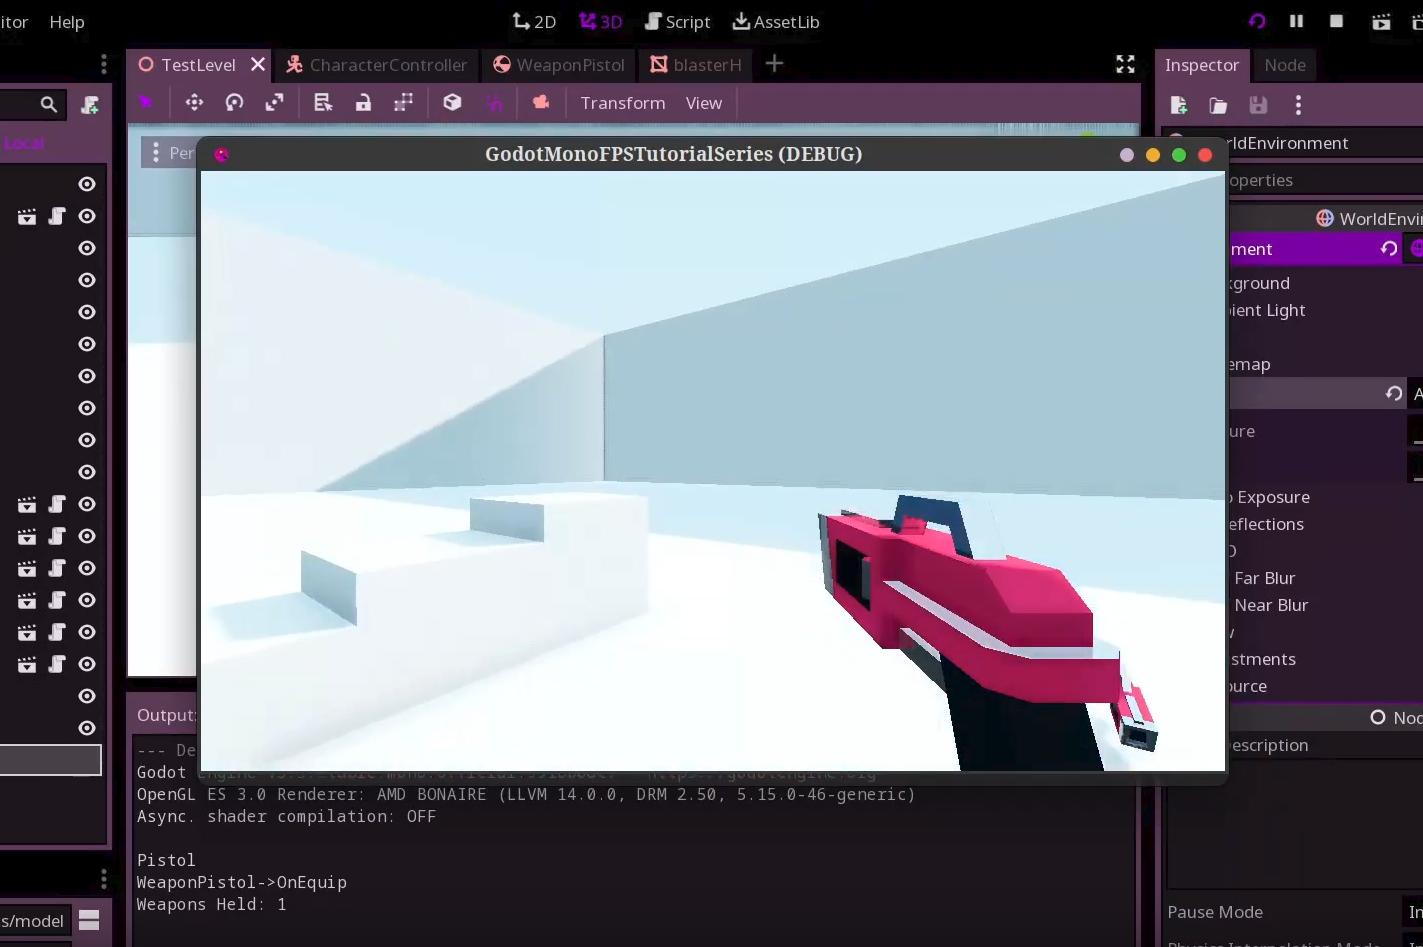 itor Help 2D 3D Script AssetLib
TestLevel CharacterController WeaponPistol blasterH Inspector Node
Transform View
Local Per GodotMonoFPSTutorialSeries (DEBUG) rldEnvironment
operties
WorldEnvir
ment
kground
bient Light
emap
A
ure
o Exposure
eflections
Far Blur
Near Blur
stments
ource
Output: Noc
--- De escription
Godot Engine
OpenGL ES 3.0 Renderer: AMD BONAIRE (LLVM 14.0.0, DRM 2.50, 5.15.0-46-generic)
Async. shader compilation: OFF
Pistol
WeaponPistol->OnEquip
Weapons Held: 1
s/model Pause Mode In